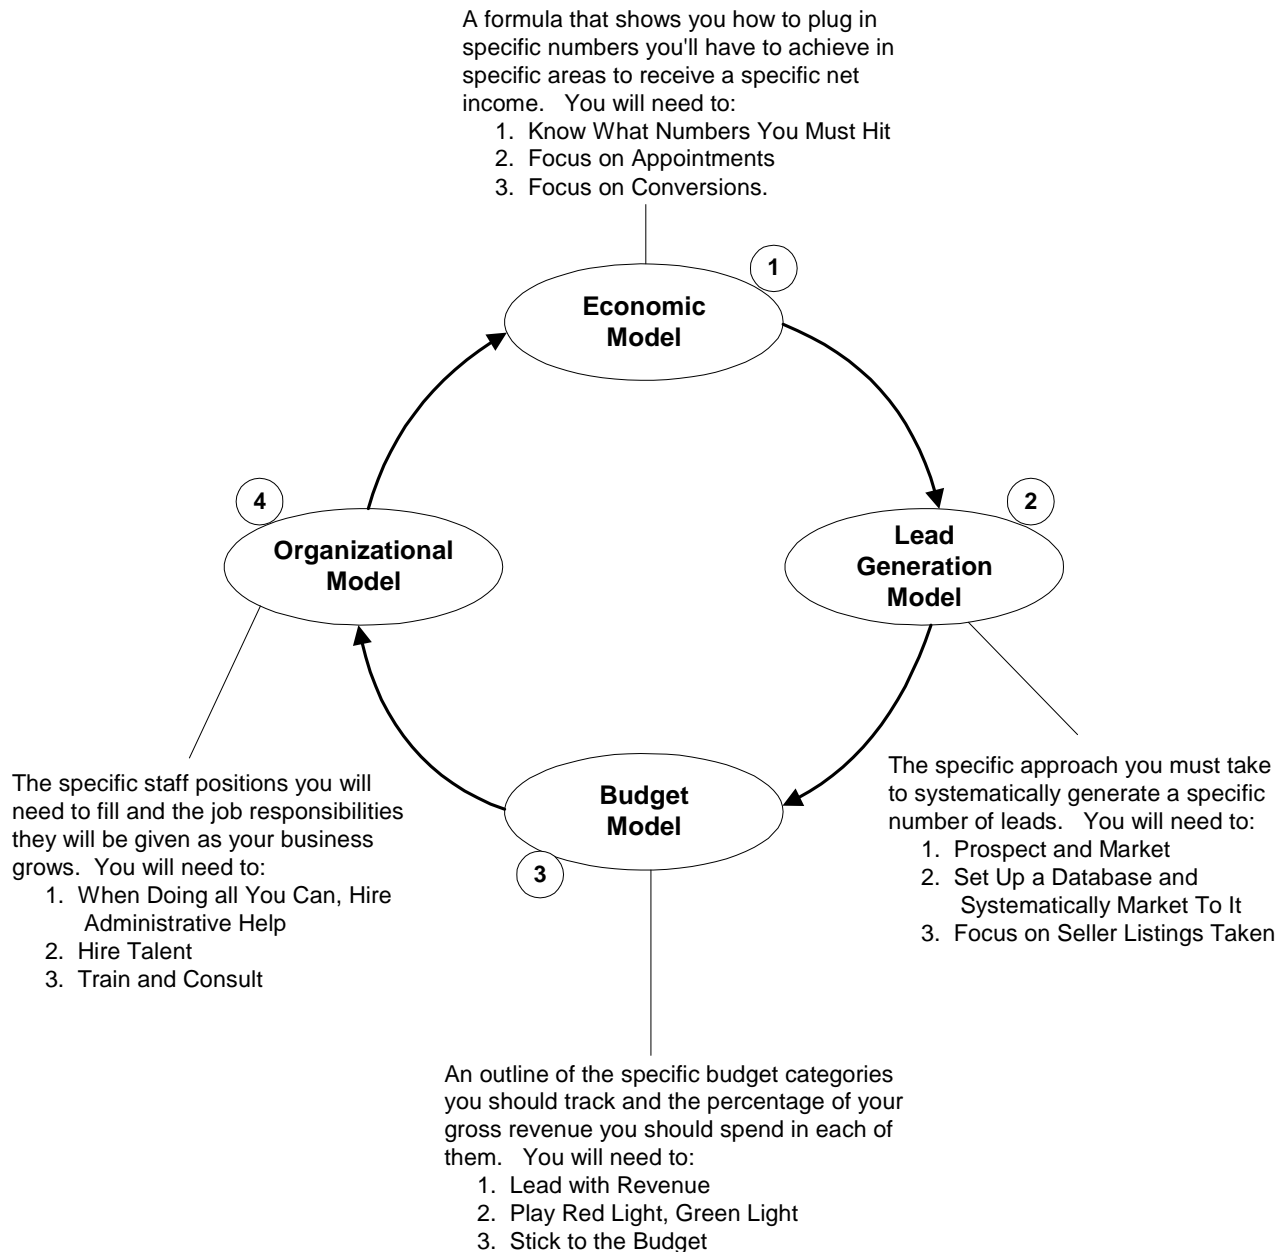 A formula that shows you how to plug in
specific numbers you'll have to achieve in
specific areas to receive a specific net
income.   You will need to:
1.  Know What Numbers You Must Hit
2.  Focus on Appointments
3.  Focus on Conversions.
1
Economic
Model
4
Organizational
Model
2
Lead
Generation
Model
Budget
Model
3
The specific staff positions you will
need to fill and the job responsibilities
they will be given as your business
grows.  You will need to:
1.  When Doing all You Can, Hire
Administrative Help
2.  Hire Talent
3.  Train and Consult
The specific approach you must take
to systematically generate a specific
number of leads.   You will need to:
1.  Prospect and Market
2.  Set Up a Database and
Systematically Market To It
3.  Focus on Seller Listings Taken
An outline of the specific budget categories
you should track and the percentage of your
gross revenue you should spend in each of
them.   You will need to:
1.  Lead with Revenue
2.  Play Red Light, Green Light
3.  Stick to the Budget